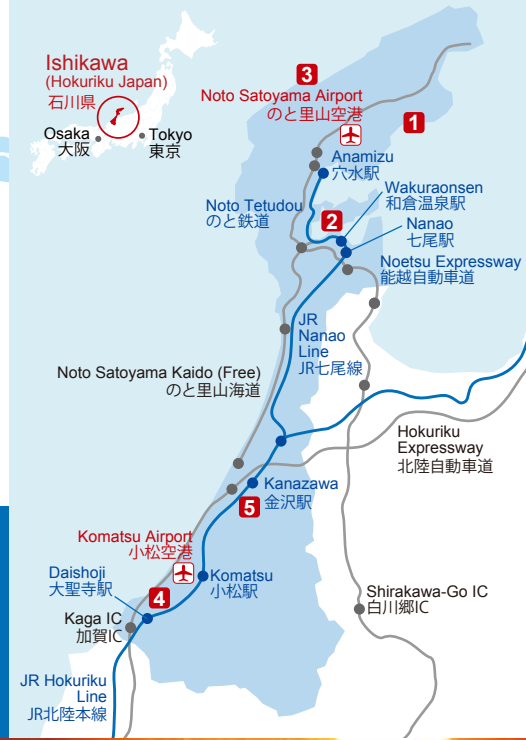 Ishikawa
(Hokuriku Japan)
石川県
Osaka
大阪
Tokyo
東京
3
Noto Satoyama Airport
のと里山空港
1
Anamizu
穴水駅
Wakuraonsen
和倉温泉駅
Noto Tetudou
のと鉄道
2
Nanao
七尾駅
Noetsu Expressway
能越自動車道
JR
Nanao
Line
JR七尾線
Noto Satoyama Kaido (Free)
のと里山海道
Hokuriku
Expressway
北陸自動車道
Kanazawa
金沢駅
5
Komatsu Airport
小松空港
Daishoji
大聖寺駅
Komatsu
小松駅
4
Kaga IC
加賀IC
Shirakawa-Go IC
白川郷IC
JR Hokuriku
Line
JR北陸本線